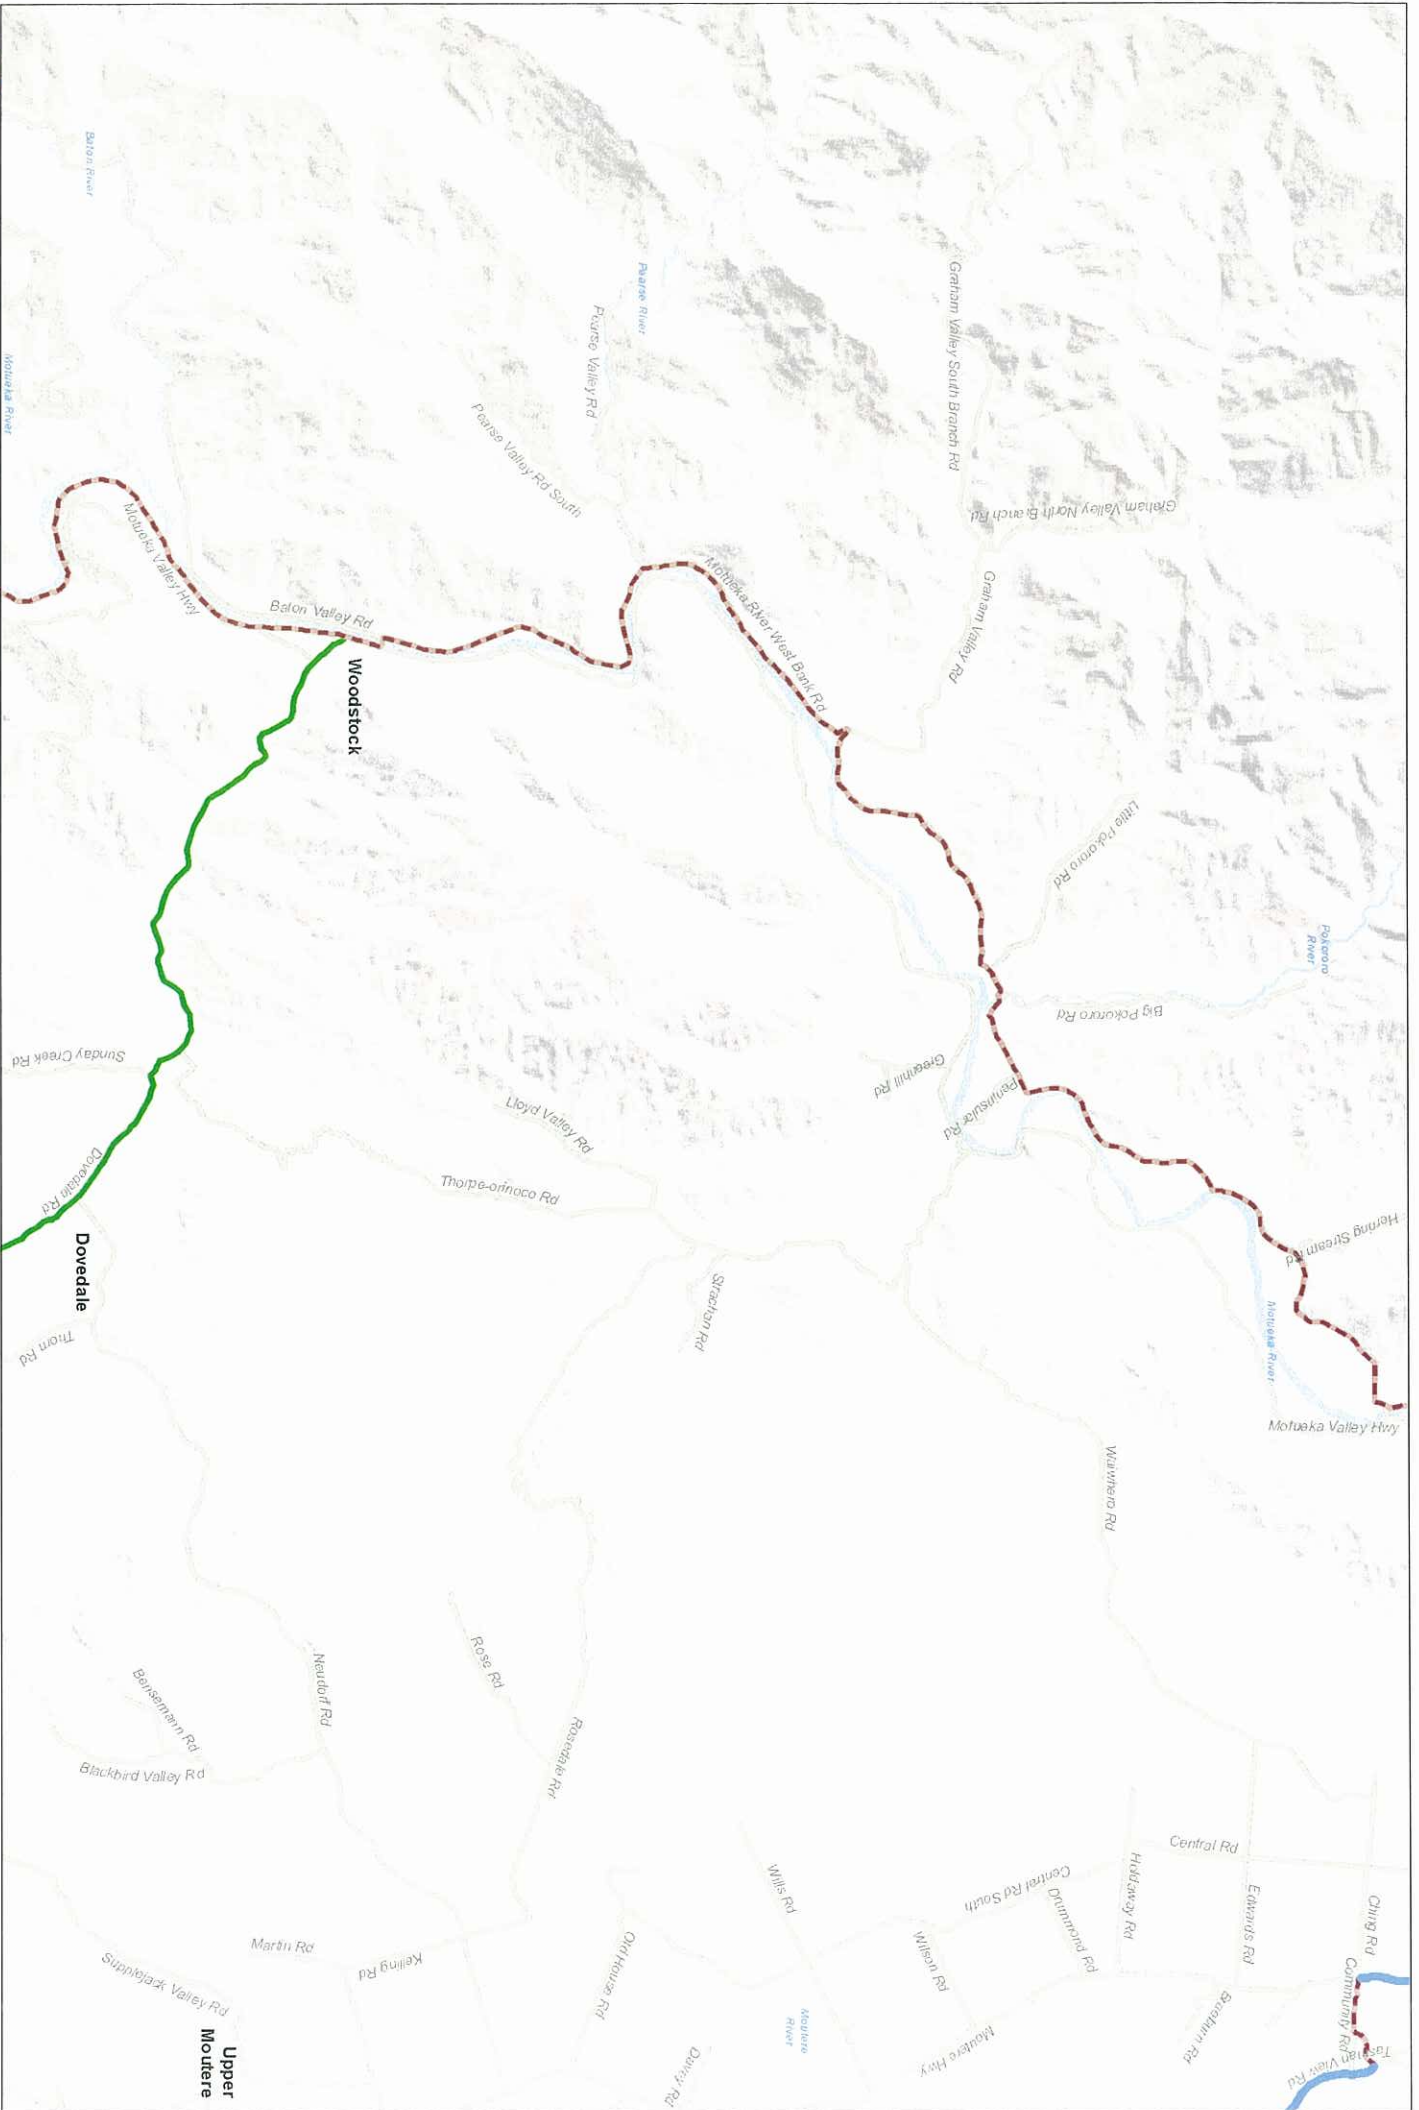 Baton River
Motueka River
Pearse River
Pearse Valley Rd
Pearse Valley Rd South
Graham Valley South Branch Rd
Graham Valley North Branch Rd
Graham Valley Rd
Motueka River West Bank Rd
Motueka Valley Hwy
Baton Valley Rd
Woodstock
Little Pokororo Rd
Pokororo
River
Big Pokororo Rd
Greenhill Rd
Peninsular Rd
Sunday Creek Rd
Lloyd Valley Rd
Thorpe-orinoco Rd
Dovedale Rd
Dovedale
Thorn Rd
Strachan Rd
Herring Stream Rd
Motueka River
Motueka Valley Hwy
Waiwhero Rd
Neudorf Rd
Bensemann Rd
Blackbird Valley Rd
Rose Rd
Rosedale Rd
Central Rd
Holdaway Rd
Central Rd South
Drummond Rd
Edwards Rd
Ching Rd
Wills Rd
Wilson Rd
Old House Rd
Kelling Rd
Martin Rd
Supplejack Valley Rd
Upper
Moutere
Moutere
River
Davey Rd
Moutere Hwy
Braeburn Rd
Community Rd
Tasman View Rd